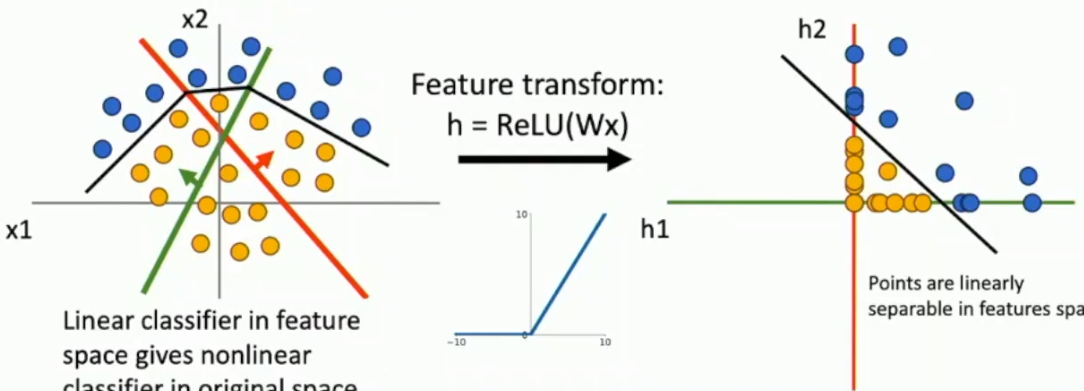 x2
x1
Linear classifier in feature
space gives nonlinear
classifier in original space
Feature transform:
h = ReLU(Wx)
10
0
-10
10
h2
h1
Points are linearly
separable in features spa